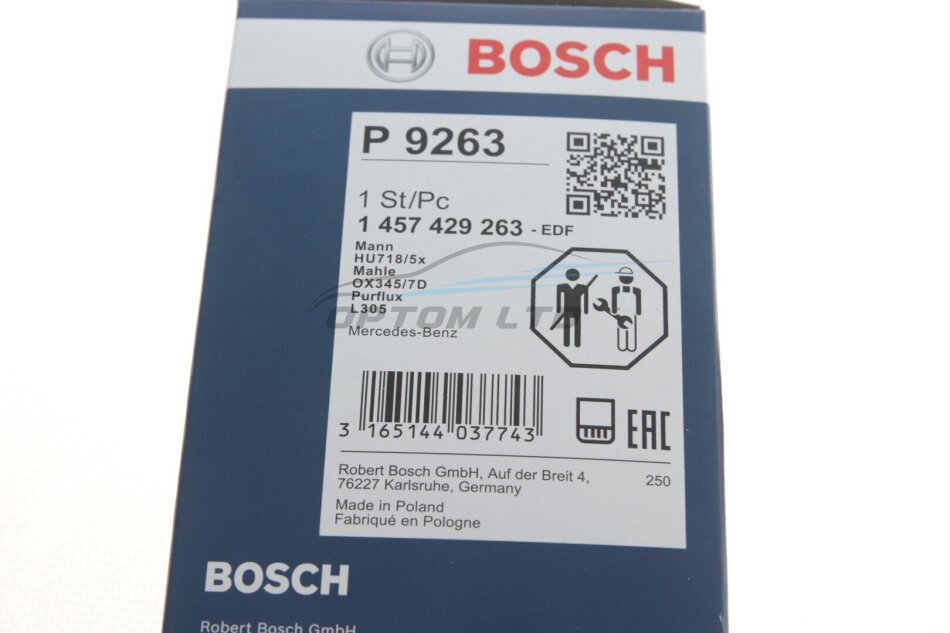 BOSCH
P 9263
1 St/Pc
1 457 429 263 - EDF
Mann
HU718/5x
Mahle
OX345/7D
Purflux
L305
OPTOM LTD
Mercedes-Benz
3 165144 037743
EAC
Robert Bosch GmbH, Auf der Breit 4,
76227 Karlsruhe, Germany
250
Made in Poland
Fabriqué en Pologne
BOSCH
Robert Bosch GmbH